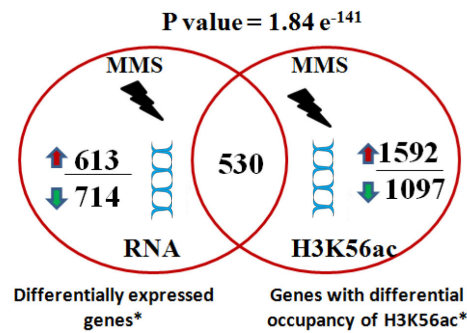 P value = 1.84 e-141
MMS
MMS
613
714
530
1592
1097
RNA
H3K56ac
Differentially expressed
genes*
Genes with differential
occupancy of H3K56ac*